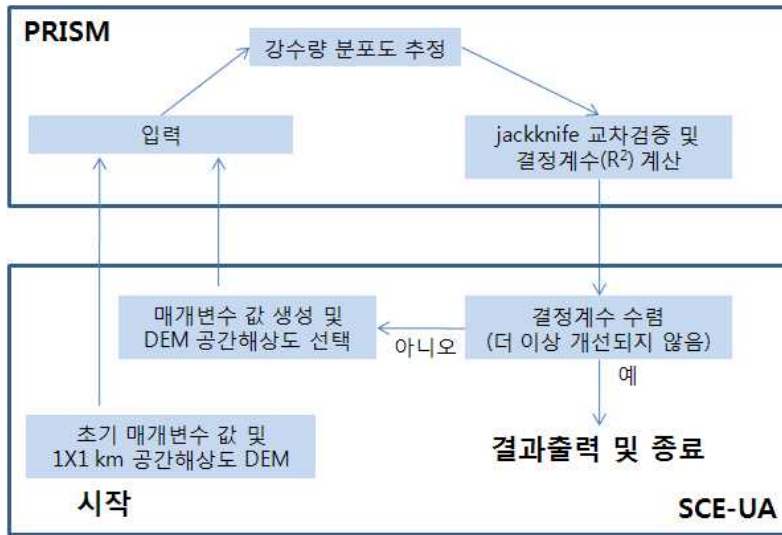 PRISM
강수량 분포도 추정
입력
jackknife 교차검증 및
결정계수(R²) 계산
매개변수 값 생성 및
DEM 공간해상도 선택
아니오
결정계수 수렴
(더 이상 개선되지 않음)
예
초기 매개변수 값 및
1X1 km 공간해상도 DEM
시작
결과출력 및 종료
SCE-UA